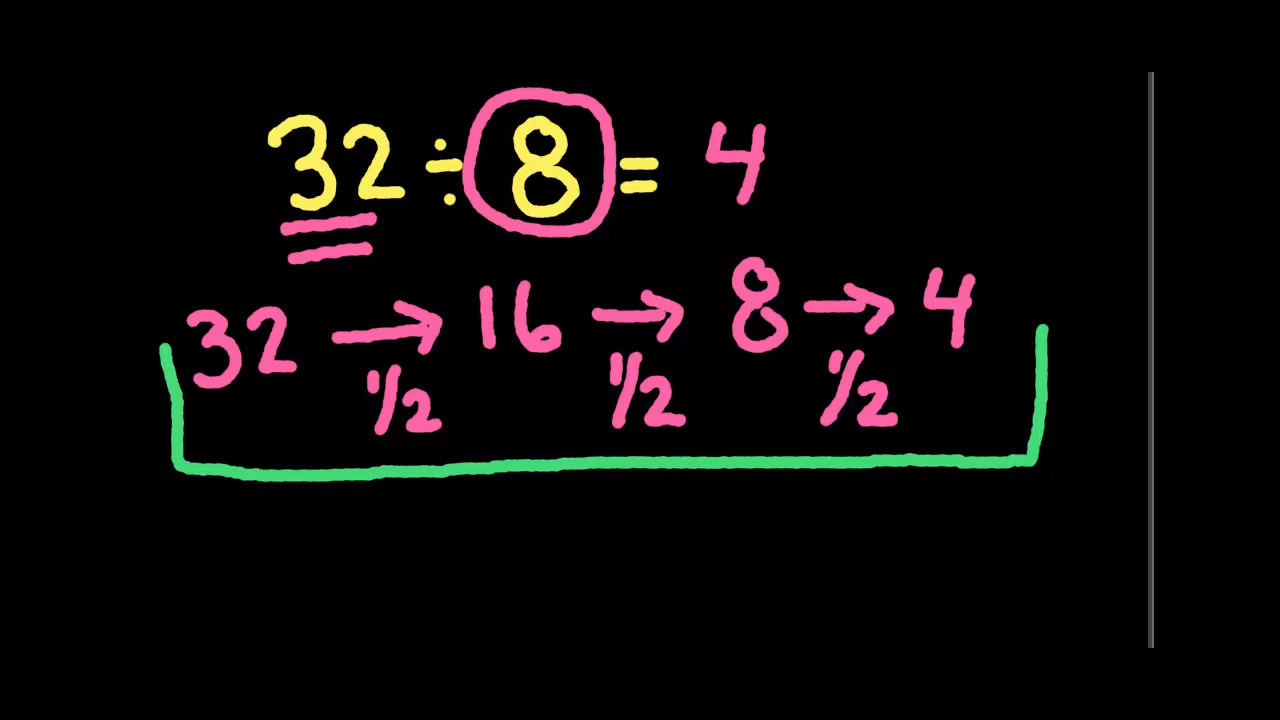 32 ÷ 8 = 4
32 → 16 → 8 → 4
1/2 1/2 1/2